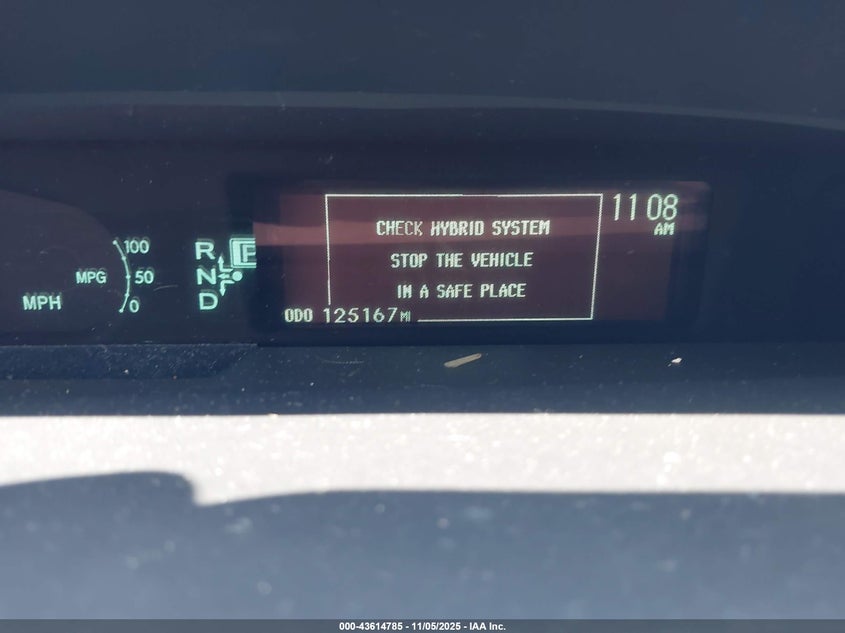 100
MPG 50
0
MPH
R
N
D
P
CHECK HYBRID SYSTEM
STOP THE VEHICLE
IN A SAFE PLACE
ODO 125167 MI
11 08
AM
000-43614785 - 11/05/2025 - IAA Inc.